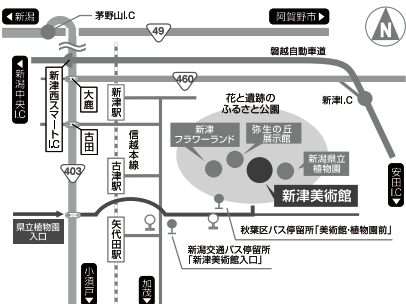 新潟
茅野山I.C
49
阿賀野市
N
磐越自動車道
新潟中央I.C
460
新津西スマートI.C
大鹿
新津駅
花と遺跡の
ふるさと公園
新津I.C
古田
信越本線
新津
フラワーランド
弥生の丘
展示館
新潟県立
植物園
403
古津駅
新津美術館
安田I.C
県立植物園
入口
矢代田駅
秋葉区バス停留所「美術館・植物園前」
新潟交通バス停留所
「新津美術館入口」
小須戸
加茂